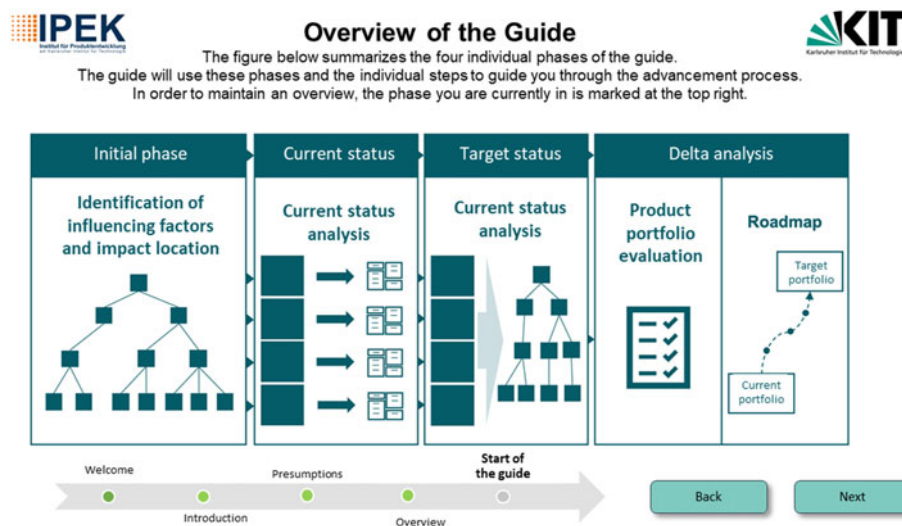 IPEK
Institut für Produktentwicklung
Overview of the Guide
KIT
Karlsruher Institut für Technologie
The figure below summarizes the four individual phases of the guide.
The guide will use these phases and the individual steps to guide you through the advancement process.
In order to maintain an overview, the phase you are currently in is marked at the top right.
Initial phase
Current status
Target status
Delta analysis
Identification of
influencing factors
and impact location
Current status
analysis
Current status
analysis
Product
portfolio
evaluation
Roadmap
Target
portfolio
Current
portfolio
Welcome
Introduction
Presumptions
Overview
Start of
the guide
Back
Next